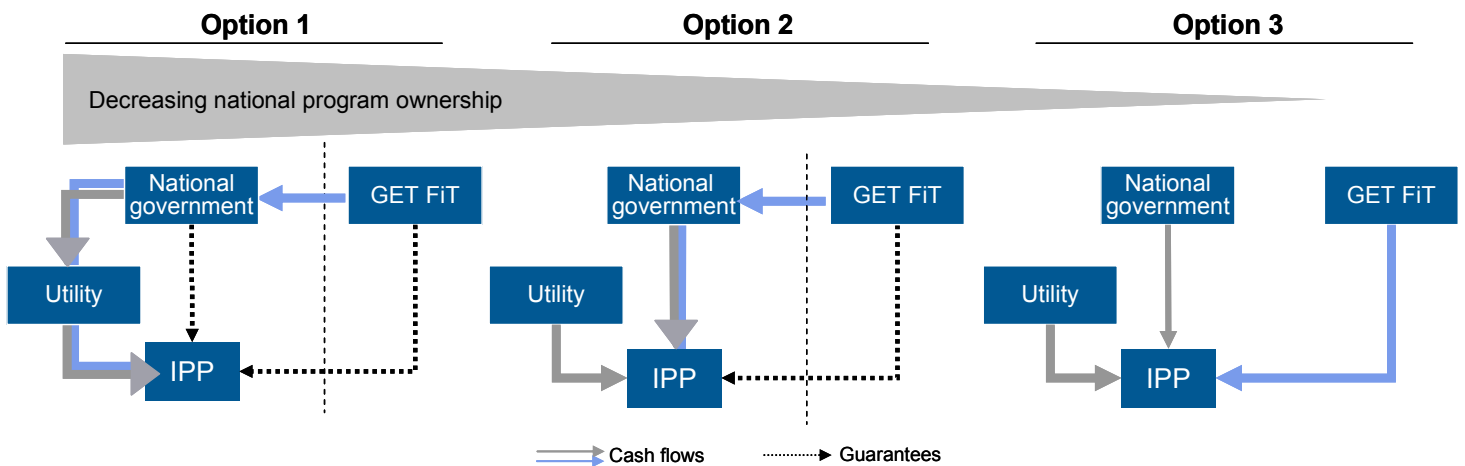 Option 1
Option 2
Option 3
Decreasing national program ownership
National
government
GET FiT
Utility
IPP
National
government
GET FiT
Utility
IPP
National
government
GET FiT
Utility
IPP
Cash flows
Guarantees